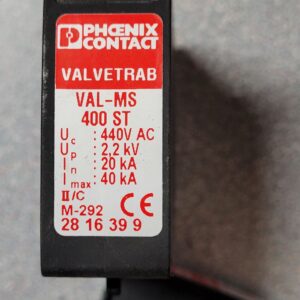 PHŒNIX
CONTACT
VALVETRAB
VAL-MS
400 ST
Uc : 440V AC
Up : 2,2 kV
In : 20 kA
Imax : 40 kA
II/C
M-292 CE
28 16 39 9